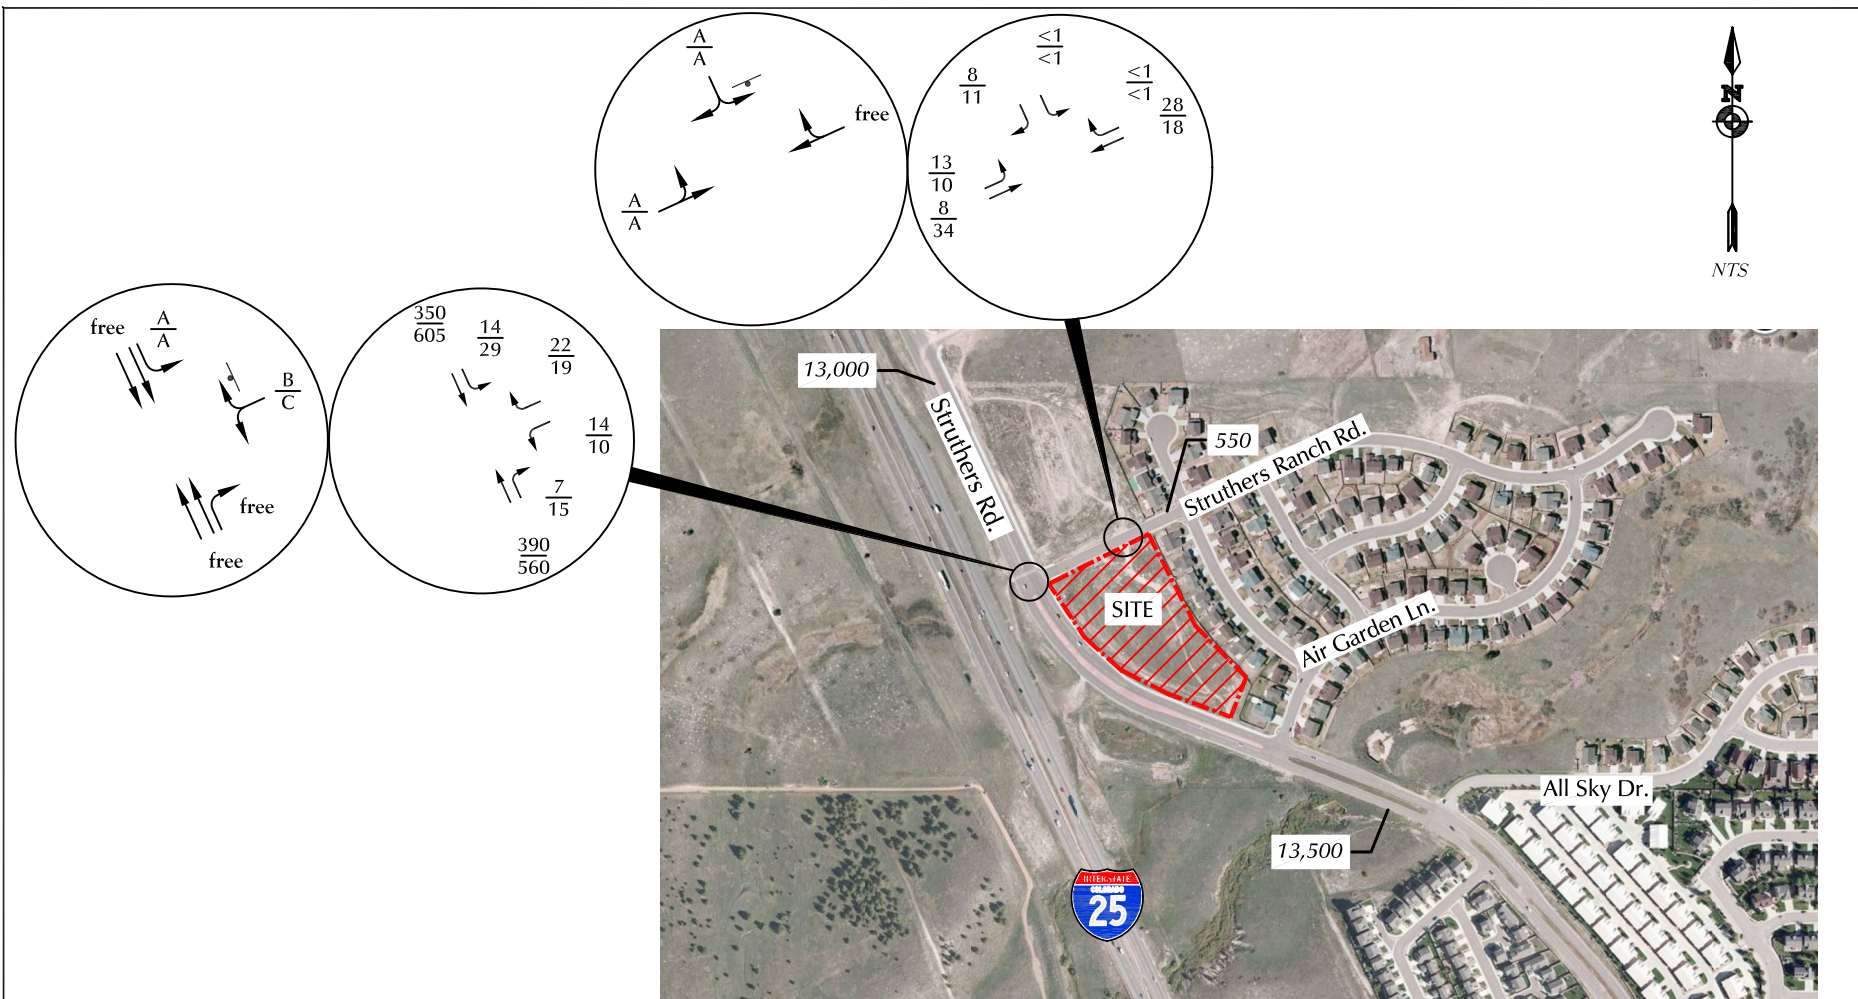 A
A
free
A
A
<1
<1
8
11
<1
<1
28
18
13
10
8
34
N
NTS
free
A
A
B
C
free
free
350
605
14
29
22
19
14
10
7
15
390
560
13,000
Struthers Rd.
550
Struthers Ranch Rd.
SITE
Air Garden Ln.
All Sky Dr.
13,500
INTERSTATE
COLORADO
25